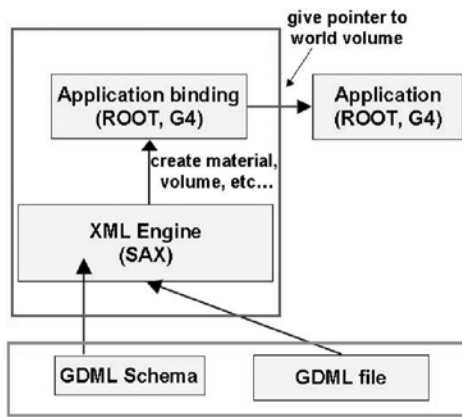 give pointer to
world volume
Application binding
(ROOT, G4)
Application
(ROOT, G4)
create material,
volume, etc...
XML Engine
(SAX)
GDML Schema
GDML file